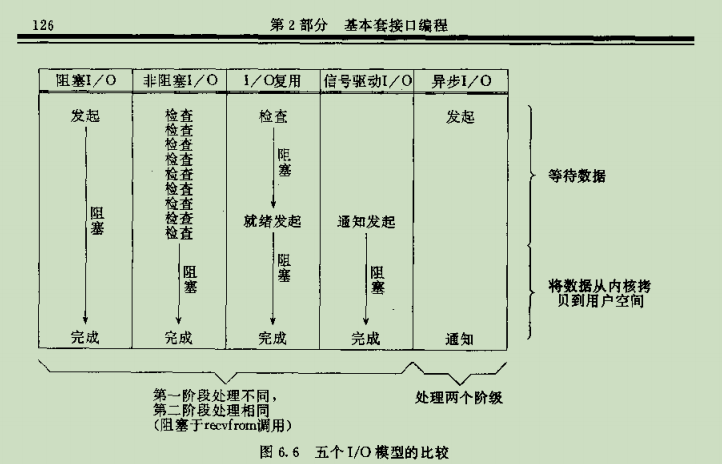 126
第2部分 基本套接口编程
阻塞I/O 非阻塞I/O I/O复用 信号驱动I/O 异步I/O
发起 检查 检查 发起
检查
检查
检查
检查
检查
检查
检查
检查
阻塞
阻塞
就绪发起 通知发起
阻塞 阻塞 阻塞
完成 完成 完成 完成 通知
等待数据
将数据从内核拷
贝到用户空间
第一阶段处理不同，
第二阶段处理相同
（阻塞于recvfrom调用）
处理两个阶级
图 6.6 五个 I/O 模型的比较